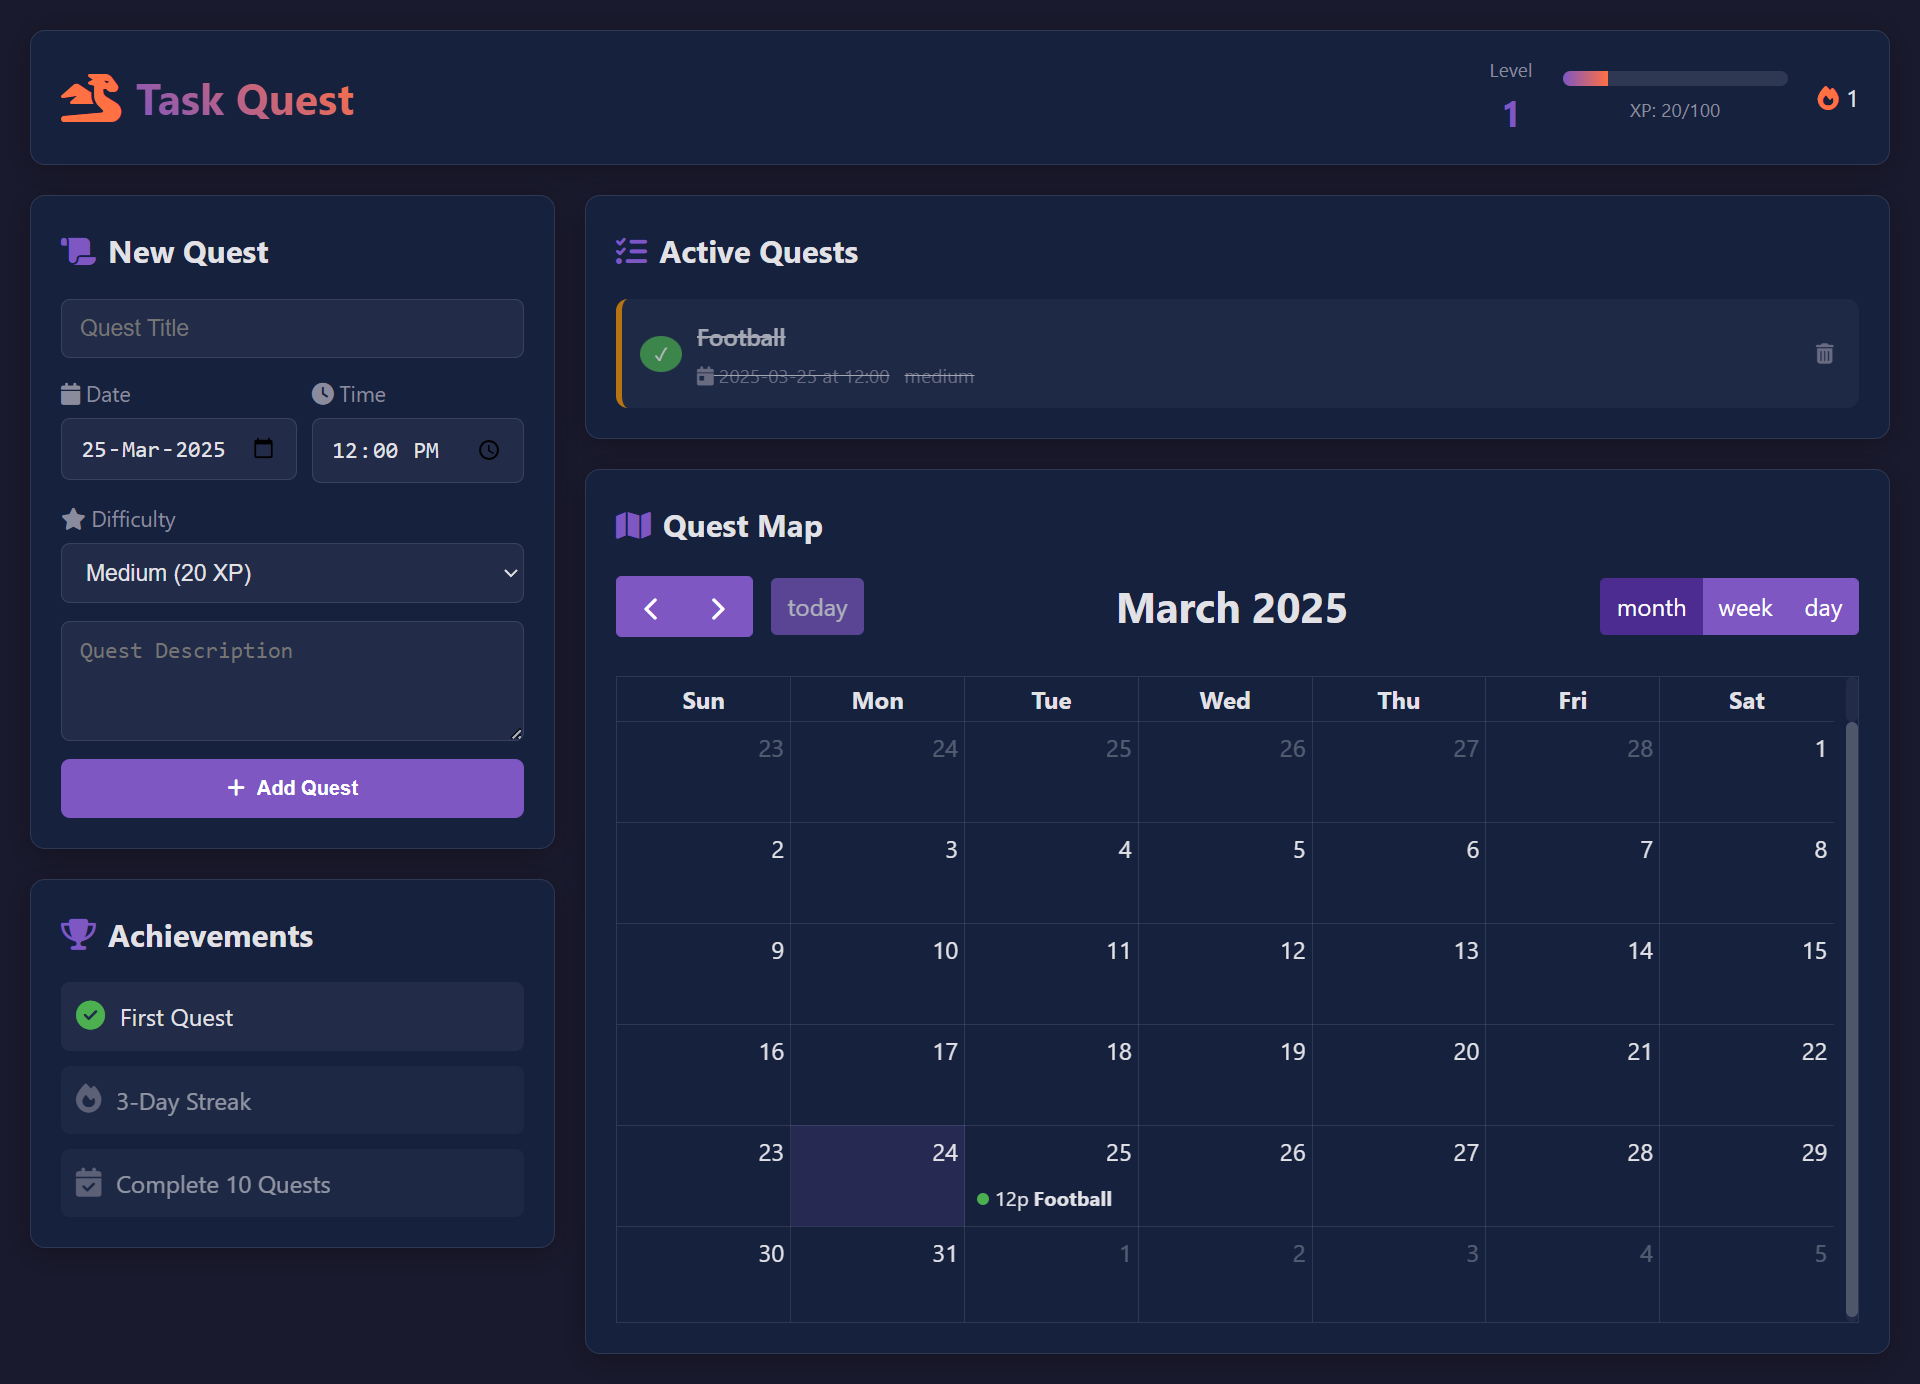 Task Quest
Level
1
XP: 20/100
1
New Quest
Quest Title
Date
Time
25-Mar-2025
12:00 PM
Difficulty
Medium (20 XP)
Quest Description
Add Quest
Achievements
First Quest
3-Day Streak
Complete 10 Quests
Active Quests
Football
2025-03-25 at 12:00 medium
Quest Map
today
March 2025
month week day
Sun Mon Tue Wed Thu Fri Sat
23 24 25 26 27 28 1
2 3 4 5 6 7 8
9 10 11 12 13 14 15
16 17 18 19 20 21 22
23 24 25 26 27 28 29
12p Football
30 31 1 2 3 4 5